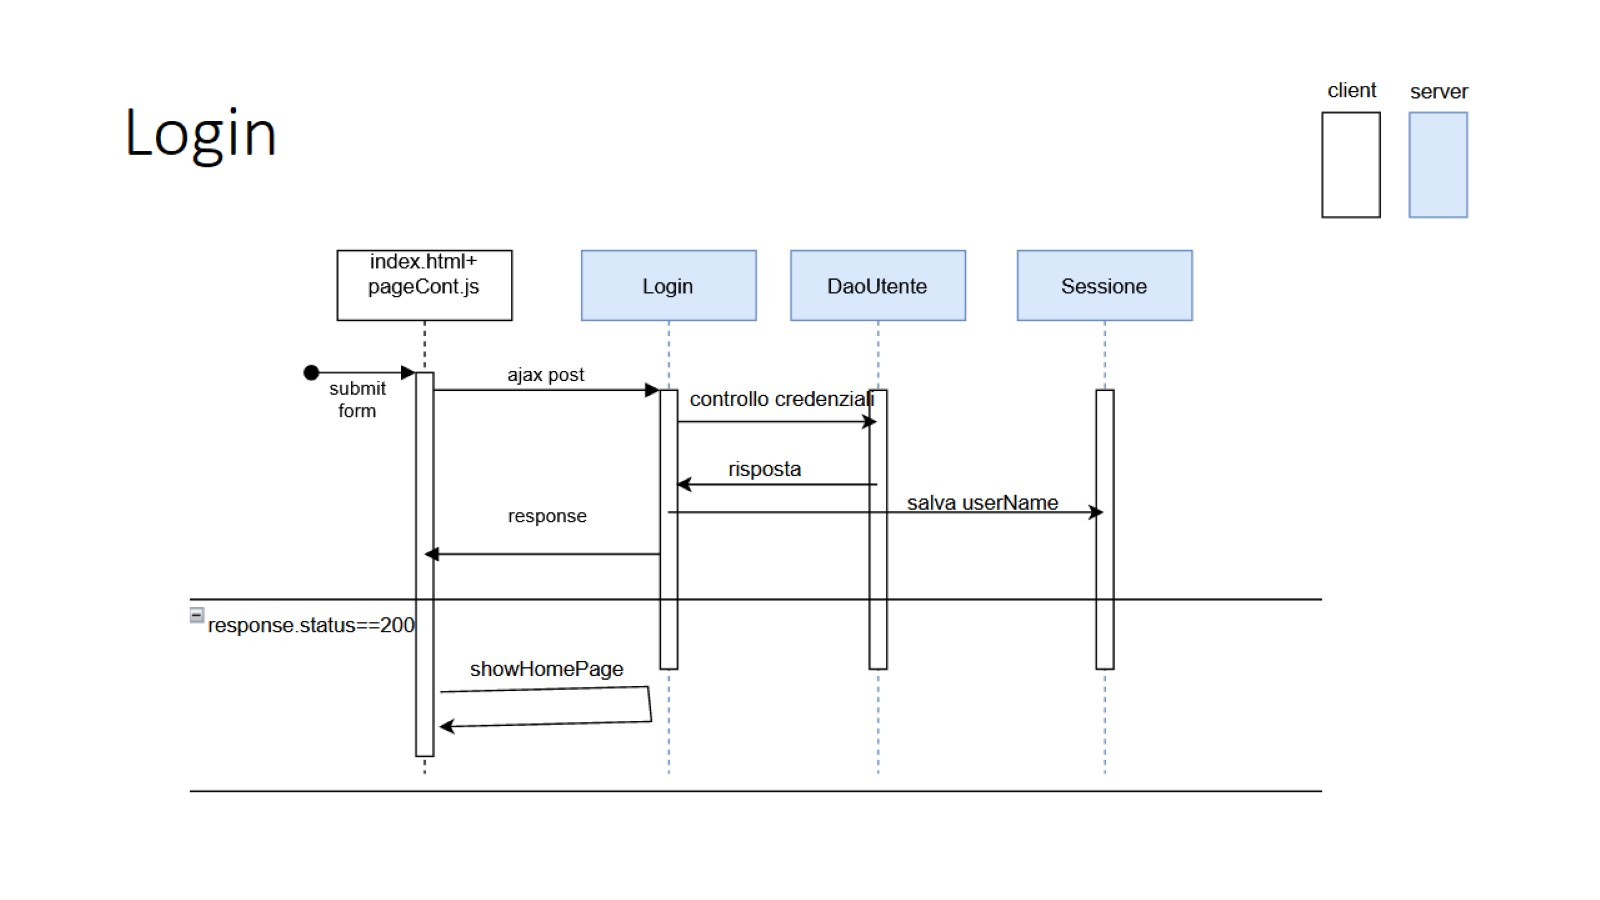 client
server
Login
index.html+
pageCont.js
Login
DaoUtente
Sessione
submit
form
ajax post
controllo credenziali
risposta
salva userName
response
response.status==200
showHomePage